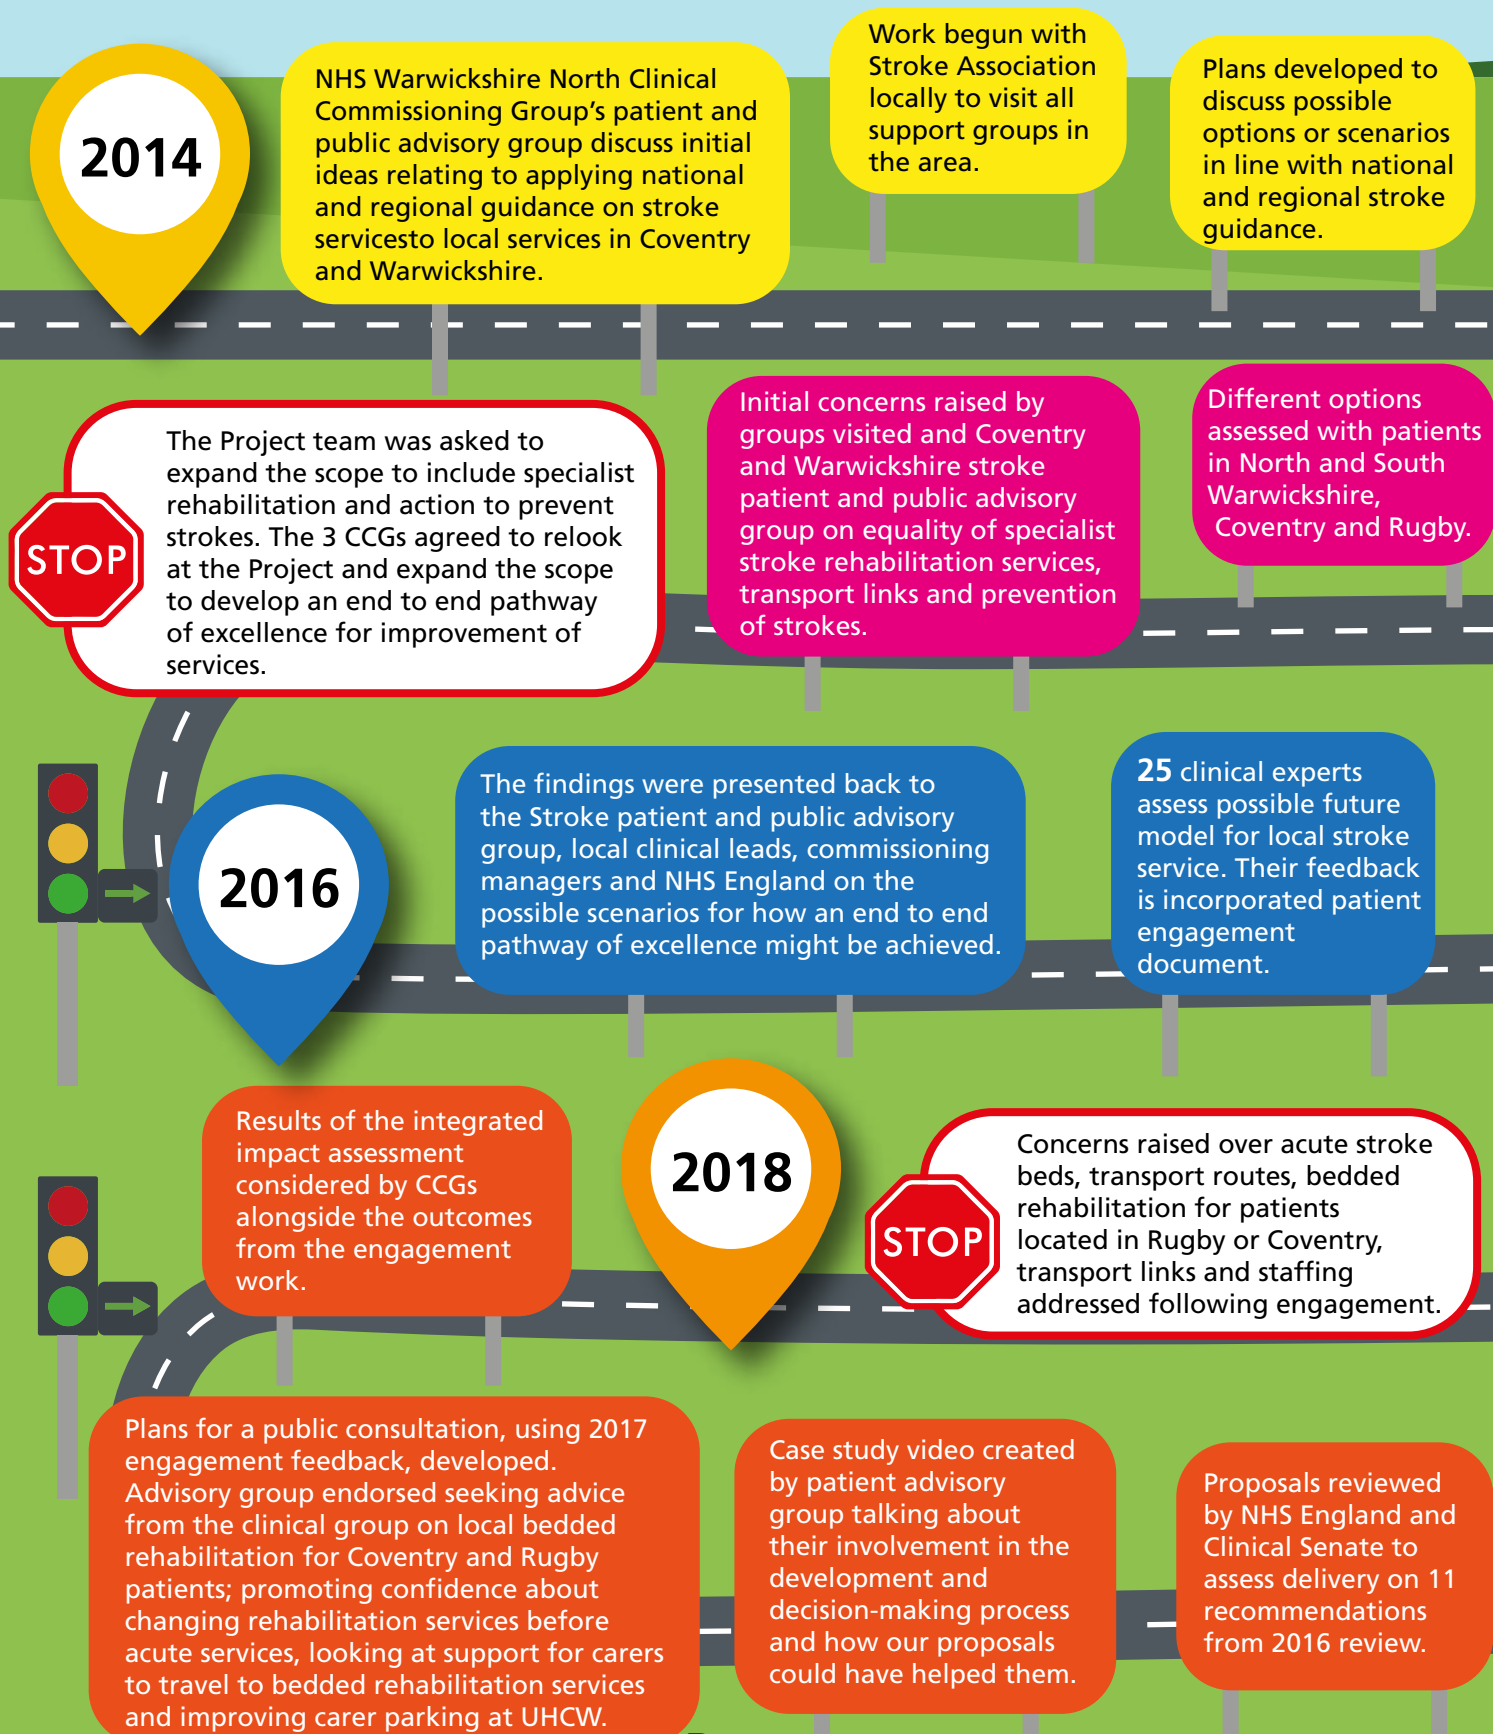 2014
NHS Warwickshire North Clinical
Commissioning Group's patient and
public advisory group discuss initial
ideas relating to applying national
and regional guidance on stroke
servicesto local services in Coventry
and Warwickshire.
Work begun with
Stroke Association
locally to visit all
support groups in
the area.
Plans developed to
discuss possible
options or scenarios
in line with national
and regional stroke
guidance.
STOP
The Project team was asked to
expand the scope to include specialist
rehabilitation and action to prevent
strokes. The 3 CCGs agreed to relook
at the Project and expand the scope
to develop an end to end pathway
of excellence for improvement of
services.
Initial concerns raised by
groups visited and Coventry
and Warwickshire stroke
patient and public advisory
group on equality of specialist
stroke rehabilitation services,
transport links and prevention
of strokes.
Different options
assessed with patients
in North and South
Warwickshire,
Coventry and Rugby.
2016
The findings were presented back to
the Stroke patient and public advisory
group, local clinical leads, commissioning
managers and NHS England on the
possible scenarios for how an end to end
pathway of excellence might be achieved.
25 clinical experts
assess possible future
model for local stroke
service. Their feedback
is incorporated patient
engagement
document.
Results of the integrated
impact assessment
considered by CCGs
alongside the outcomes
from the engagement
work.
2018
STOP
Concerns raised over acute stroke
beds, transport routes, bedded
rehabilitation for patients
located in Rugby or Coventry,
transport links and staffing
addressed following engagement.
Plans for a public consultation, using 2017
engagement feedback, developed.
Advisory group endorsed seeking advice
from the clinical group on local bedded
rehabilitation for Coventry and Rugby
patients; promoting confidence about
changing rehabilitation services before
acute services, looking at support for carers
to travel to bedded rehabilitation services
and improving carer parking at UHCW.
Case study video created
by patient advisory
group talking about
their involvement in the
development and
decision-making process
and how our proposals
could have helped them.
Proposals reviewed
by NHS England and
Clinical Senate to
assess delivery on 11
recommendations
from 2016 review.